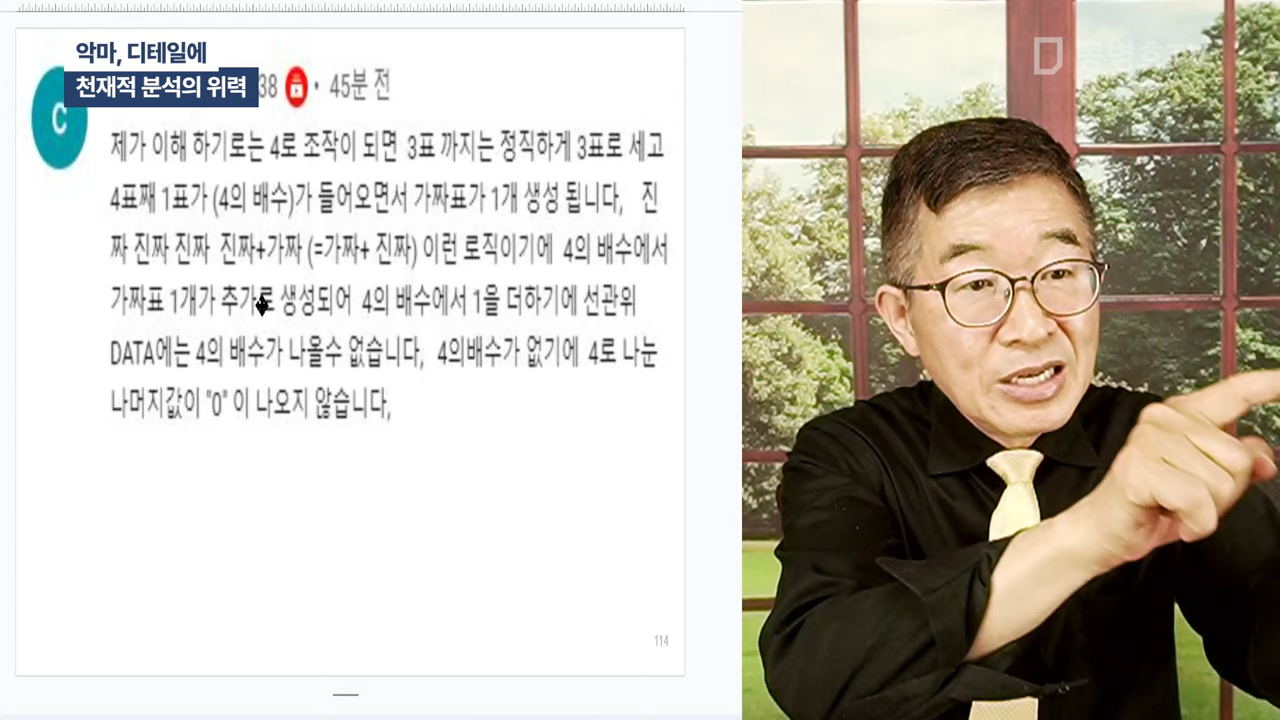 악마, 디테일에
천재적 분석의 위력
C
38 · 45분 전
제가 이해 하기로는 4로 조작이 되면 3표 까지는 정직하게 3표로 세고
4표째 1표가 (4의 배수)가 들어오면서 가짜표가 1개 생성 됩니다, 진
짜 진짜 진짜 진짜+가짜 (=가짜+ 진짜) 이런 로직이기에 4의 배수에서
가짜표 1개가 추가로 생성되어 4의 배수에서 1을 더하기에 선관위
DATA에는 4의 배수가 나올수 없습니다, 4의배수가 없기에 4로 나눈
나머지값이 "0" 이 나오지 않습니다,
114